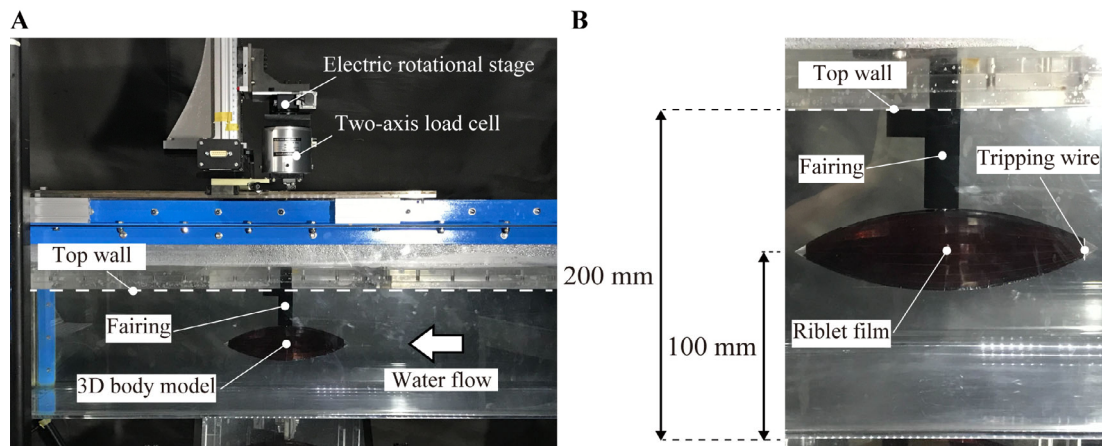 A
Electric rotational stage
Two-axis load cell
Top wall
Fairing
3D body model
Water flow
B
Top wall
Fairing
Tripping wire
200 mm
Riblet film
100 mm